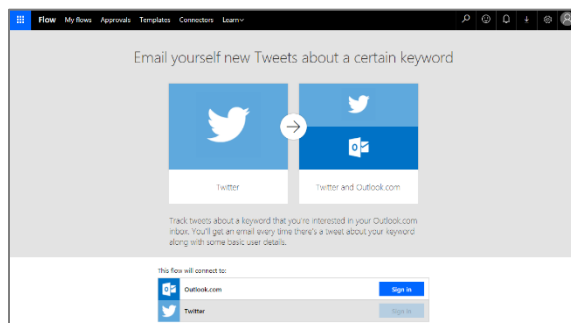 Flow My flows Approvals Templates Connectors Learn
Email yourself new Tweets about a certain keyword
Twitter
Twitter and Outlook.com
Track tweets about a keyword that you're interested in your Outlook.com
inbox. You'll get an email every time there's a tweet about your keyword
along with some basic user details.
This flow will connect to:
Outlook.com Sign in
Twitter Sign in